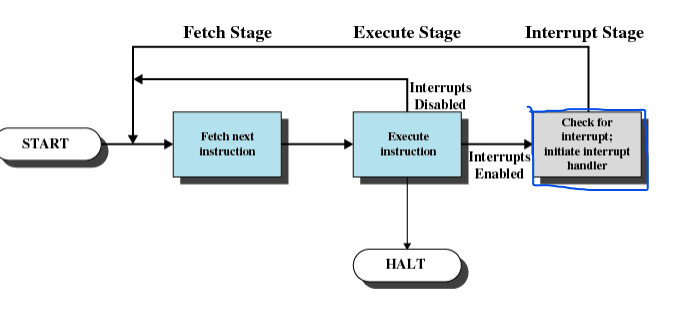 Fetch Stage
Execute Stage
Interrupt Stage
Interrupts
Disabled
START
Fetch next
instruction
Execute
instruction
Interrupts
Enabled
Check for
interrupt;
initiate interrupt
handler
HALT